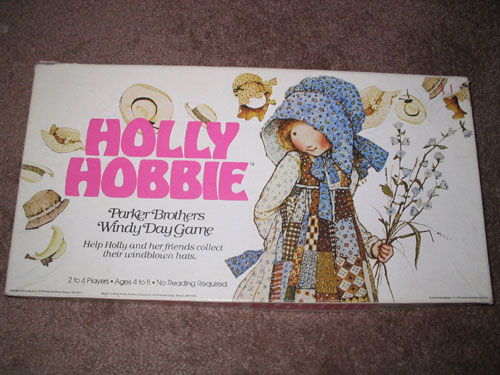 HOLLY
HOBBIE™
Parker Brothers
Windy Day Game
Help Holly and her friends collect
their windblown hats.
2 to 4 Players • Ages 4 to 8 • No Reading Required